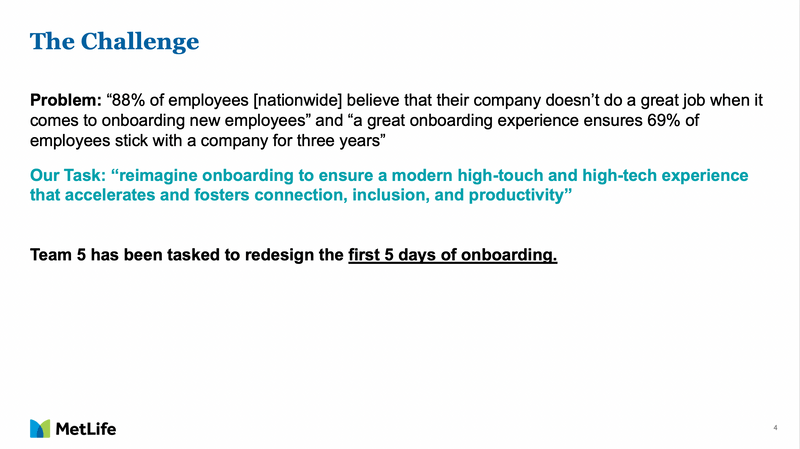 The Challenge
Problem: “88% of employees [nationwide] believe that their company doesn’t do a great job when it
comes to onboarding new employees” and “a great onboarding experience ensures 69% of
employees stick with a company for three years”
Our Task: “reimagine onboarding to ensure a modern high-touch and high-tech experience
that accelerates and fosters connection, inclusion, and productivity”
Team 5 has been tasked to redesign the first 5 days of onboarding.
MetLife
4